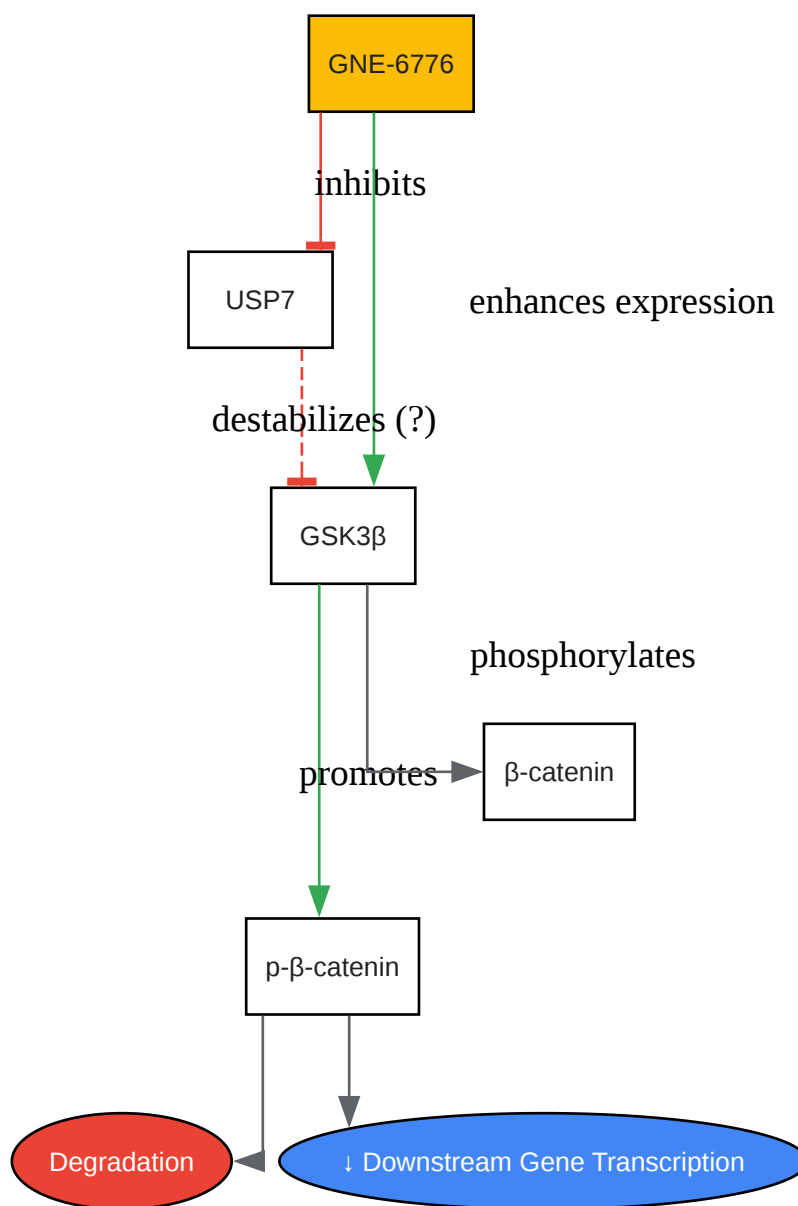 GNE-6776
inhibits
USP7
enhances expression
destabilizes (?)
GSK3β
phosphorylates
promotes
β-catenin
p-β-catenin
Degradation
↓ Downstream Gene Transcription